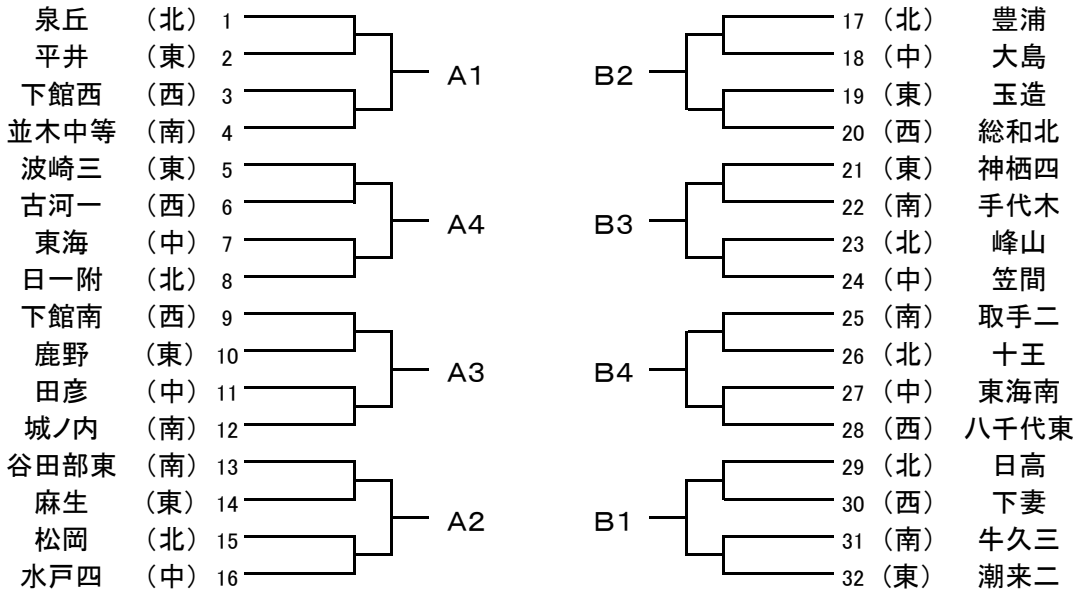 泉丘 （北） 1
平井 （東） 2
下館西 （西） 3
並木中等 （南） 4
A1
波崎三 （東） 5
古河一 （西） 6
東海 （中） 7
日一附 （北） 8
A4
下館南 （西） 9
鹿野 （東） 10
田彦 （中） 11
城ノ内 （南） 12
A3
谷田部東 （南） 13
麻生 （東） 14
松岡 （北） 15
水戸四 （中） 16
A2
17 （北） 豊浦
18 （中） 大島
19 （東） 玉造
20 （西） 総和北
B2
21 （東） 神栖四
22 （南） 手代木
23 （北） 峰山
24 （中） 笠間
B3
25 （南） 取手二
26 （北） 十王
27 （中） 東海南
28 （西） 八千代東
B4
29 （北） 日高
30 （西） 下妻
31 （南） 牛久三
32 （東） 潮来二
B1